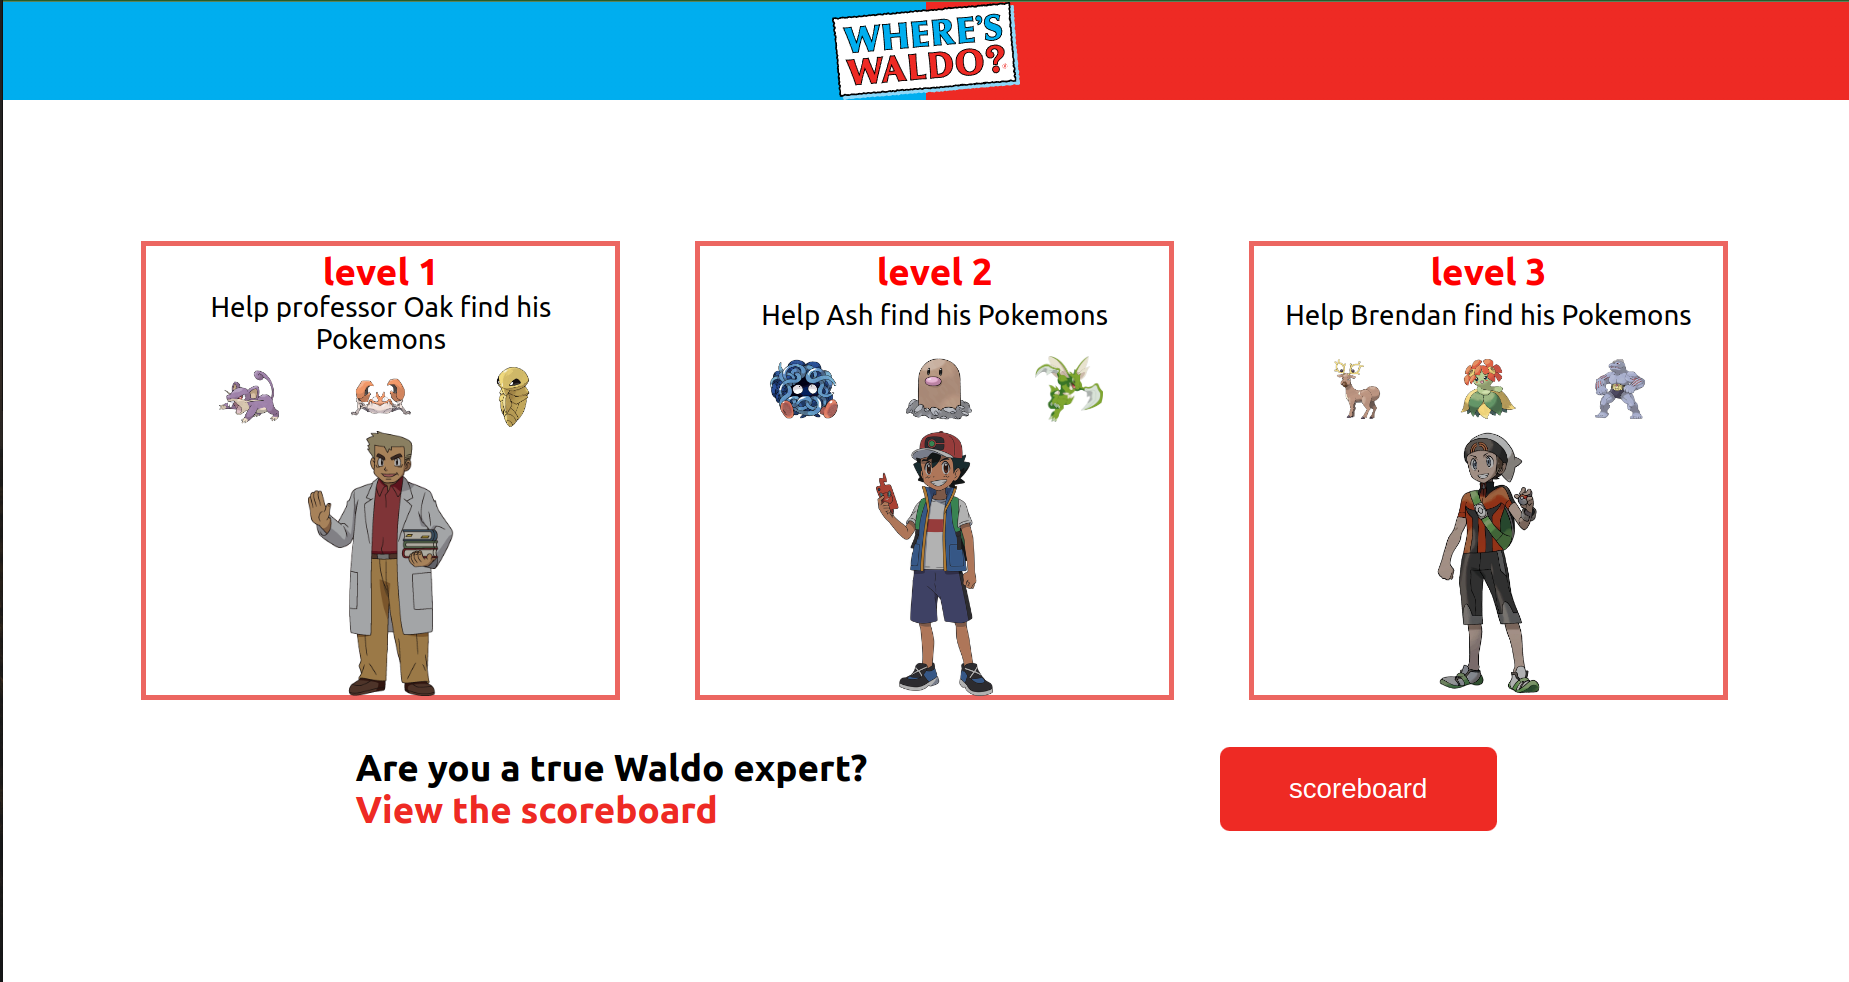 WHERE'S
WALDO?
level 1
Help professor Oak find his
Pokemons
level 2
Help Ash find his Pokemons
level 3
Help Brendan find his Pokemons
Are you a true Waldo expert?
View the scoreboard
scoreboard